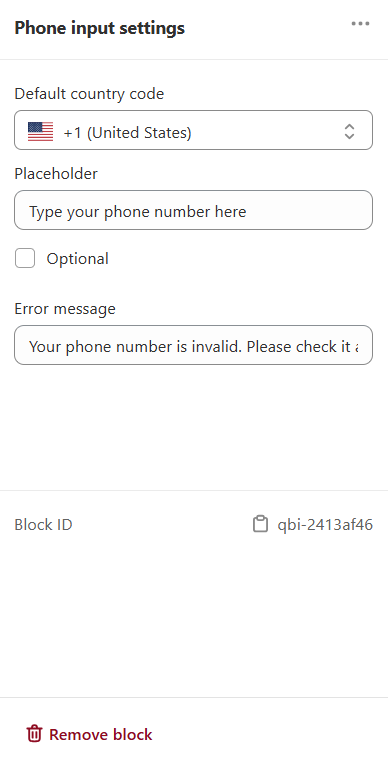 Phone input settings
Default country code
+1 (United States)
Placeholder
Type your phone number here
Optional
Error message
Your phone number is invalid. Please check it
Block ID
qbi-2413af46
Remove block